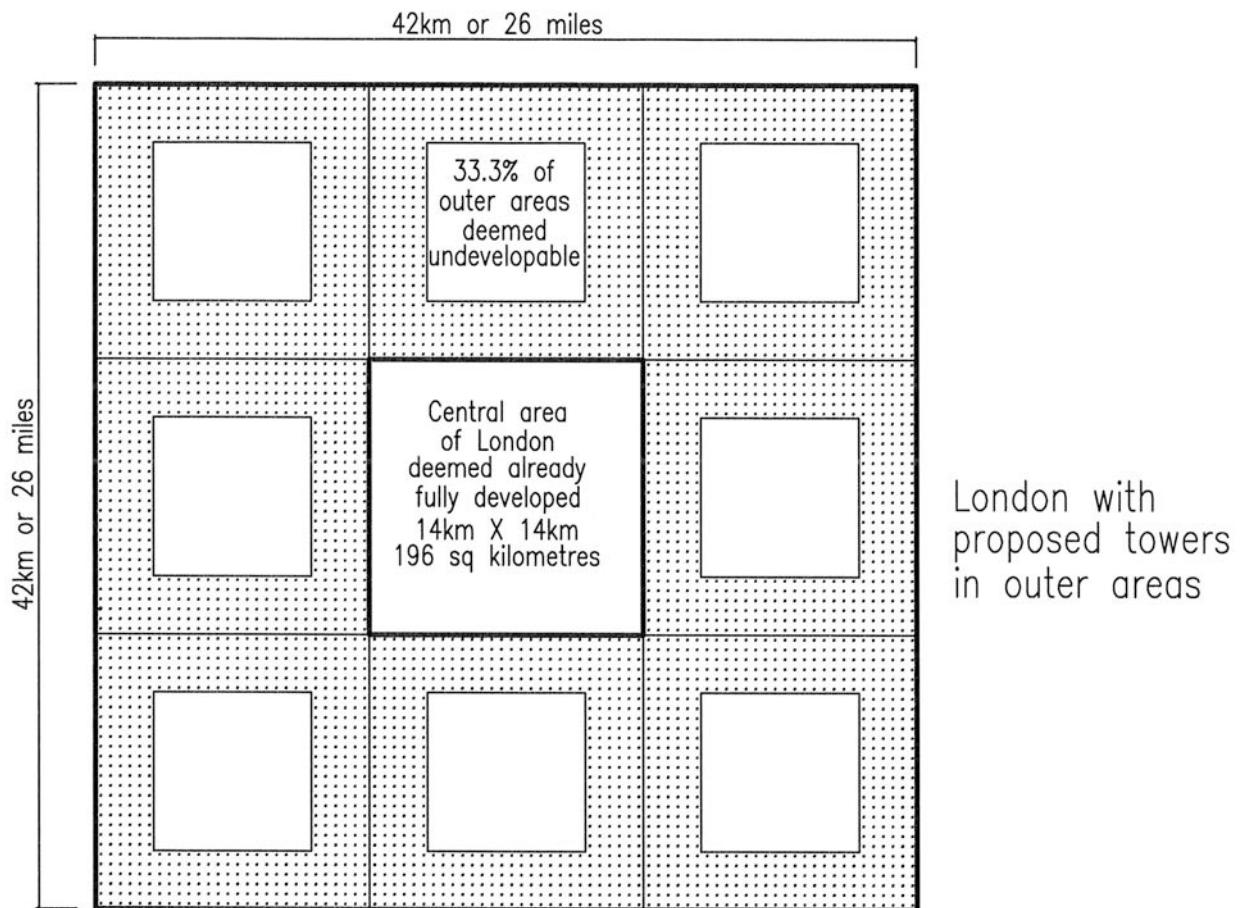 42km or 26 miles
33.3% of
outer areas
deemed
undevelopable
42km or 26 miles
Central area
of London
deemed already
fully developed
14km X 14km
196 sq kilometres
London with
proposed towers
in outer areas